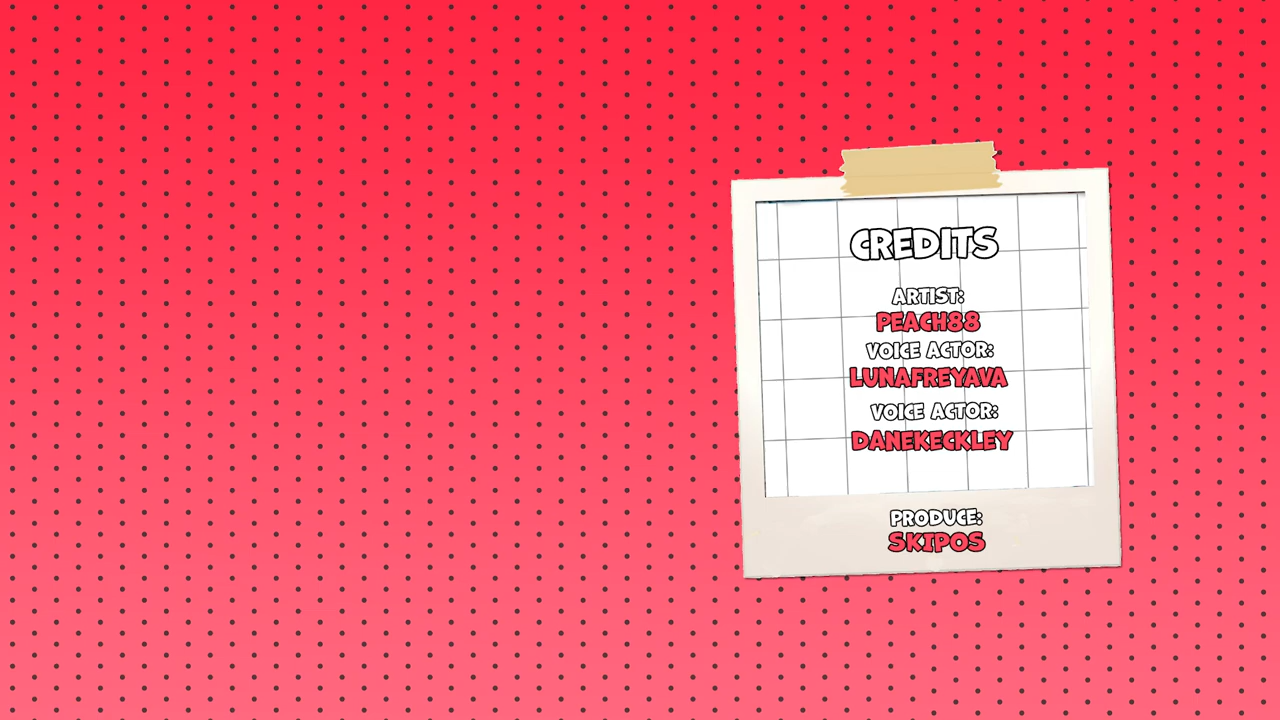 CREDITS
ARTIST:
PEACH88
VOICE ACTOR:
LUNAFREYAVA
VOICE ACTOR:
DANEKECKLEY
PRODUCE:
SKIPOS